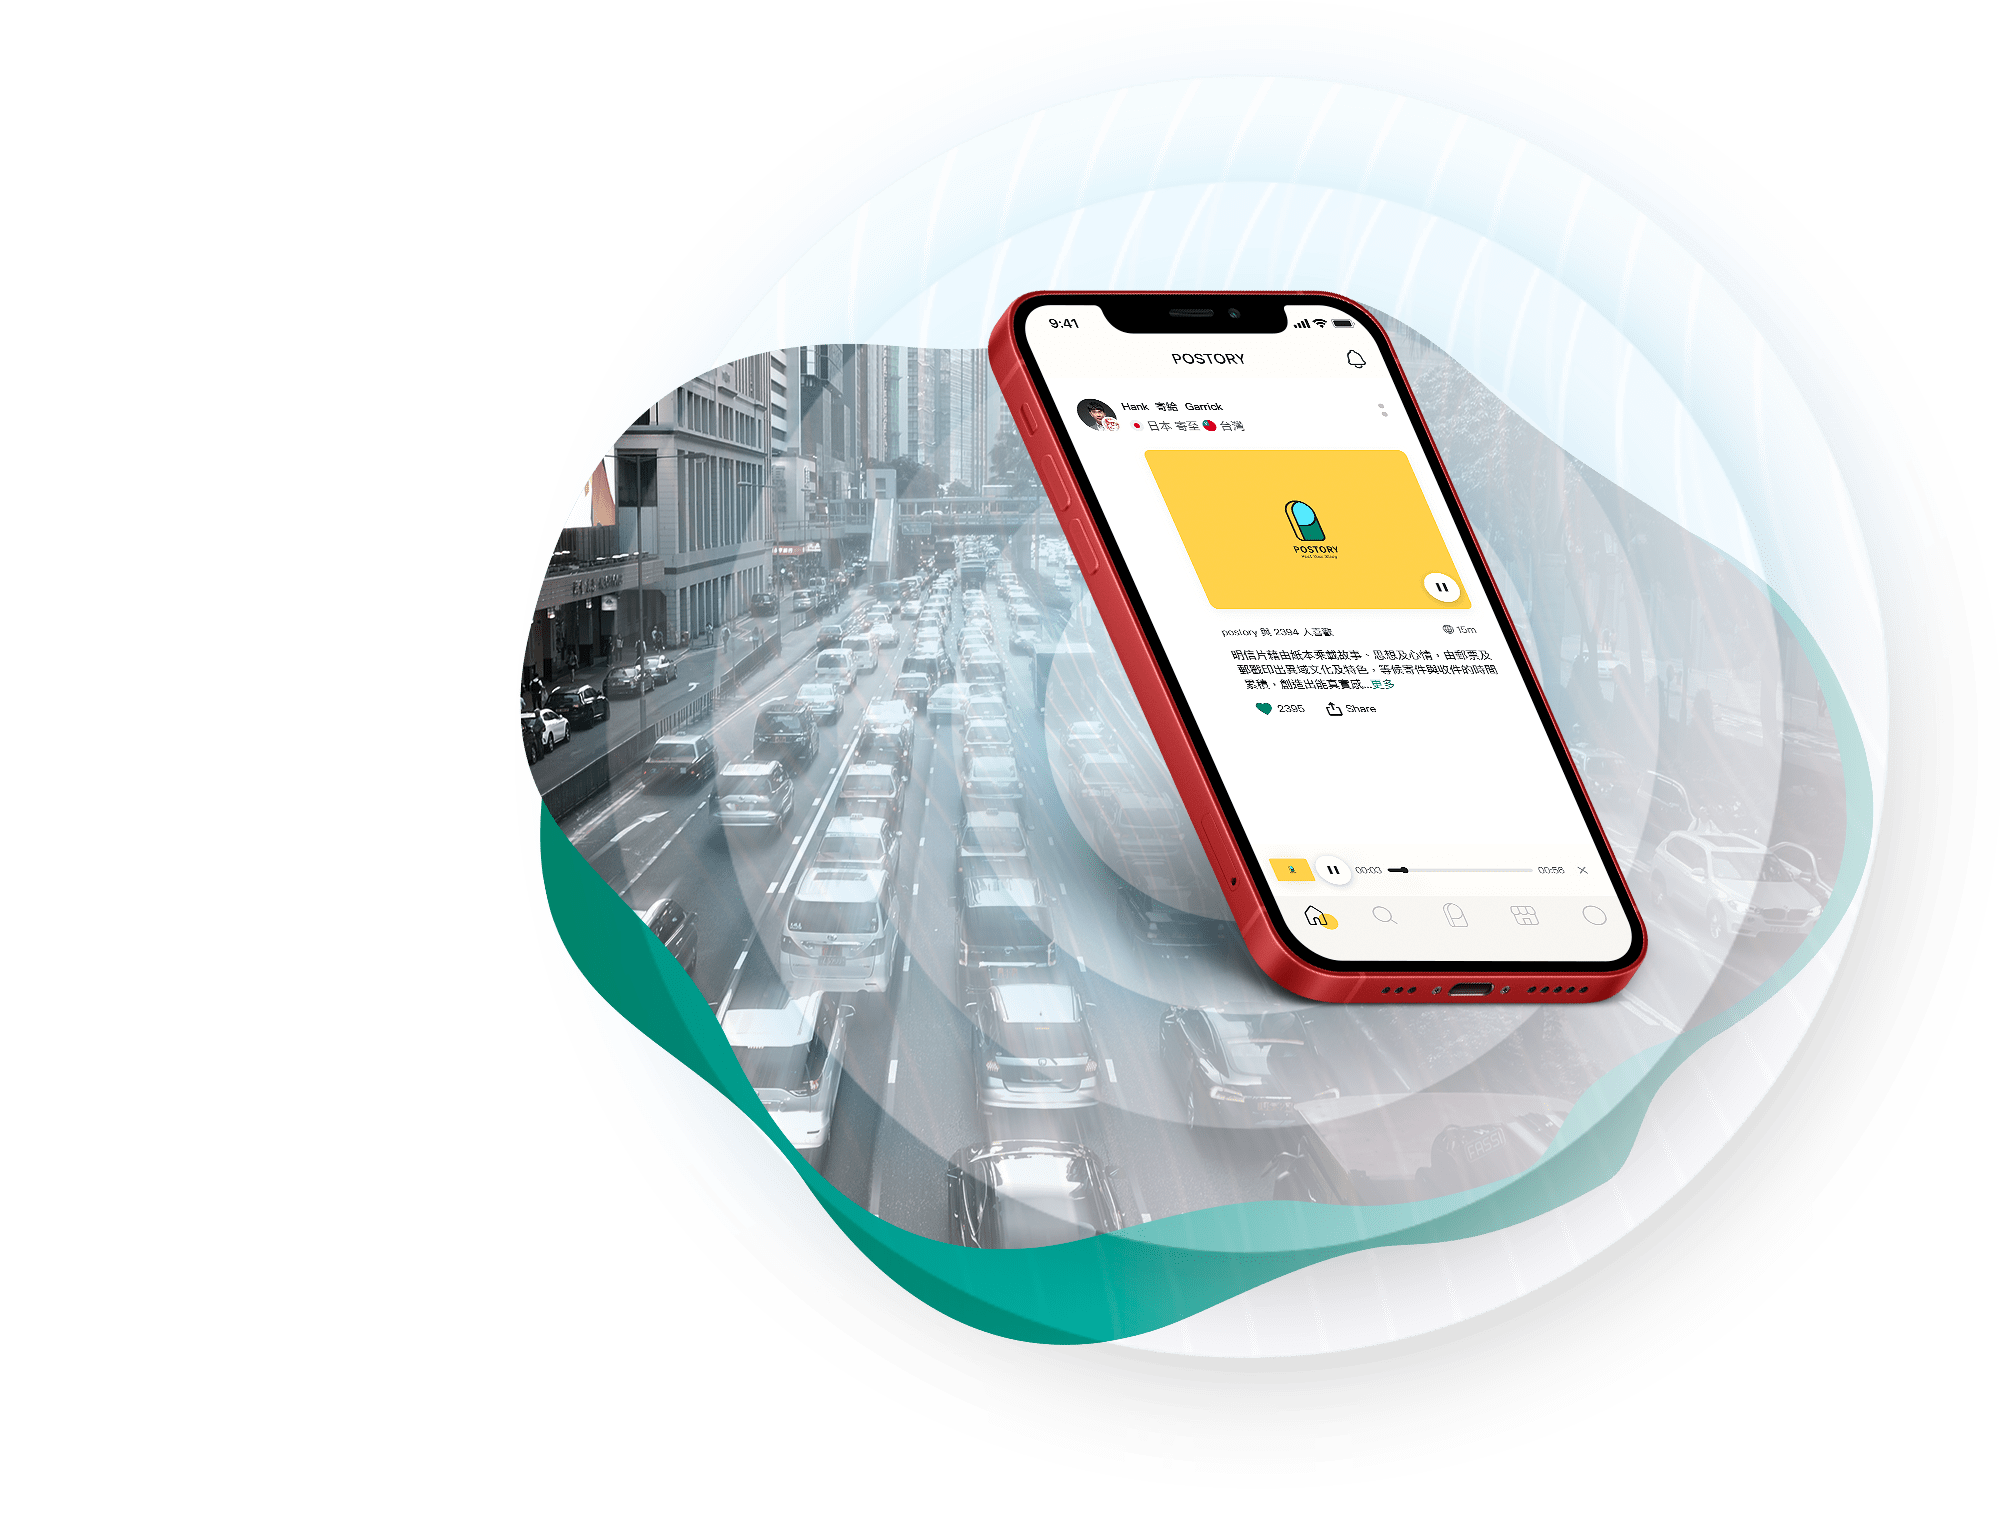 9:41
POSTORY
Hank 寄給 Garrick
日本 寄至 台灣
POSTORY
Post Your Story
postory 與 2394 人喜歡
15m
明信片藉由紙本乘載故事、思想及心情，由郵票及
郵戳印出異域文化及特色，等候寄件與收件的時間
累積，創造出能真實感...更多
2395
Share
00:03
00:56
FASSI